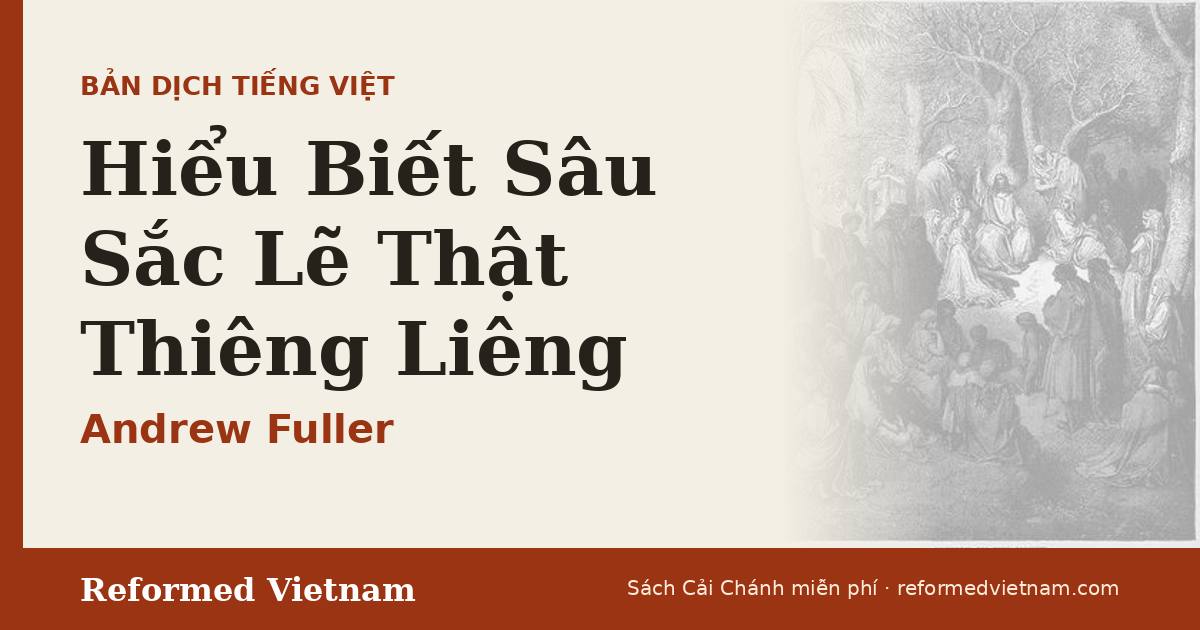 BẢN DỊCH TIẾNG VIỆT
Hiểu Biết Sâu
Sắc Lẽ Thật
Thiêng Liêng
Andrew Fuller
Reformed Vietnam
Sách Cải Chánh miễn phí · reformedvietnam.com